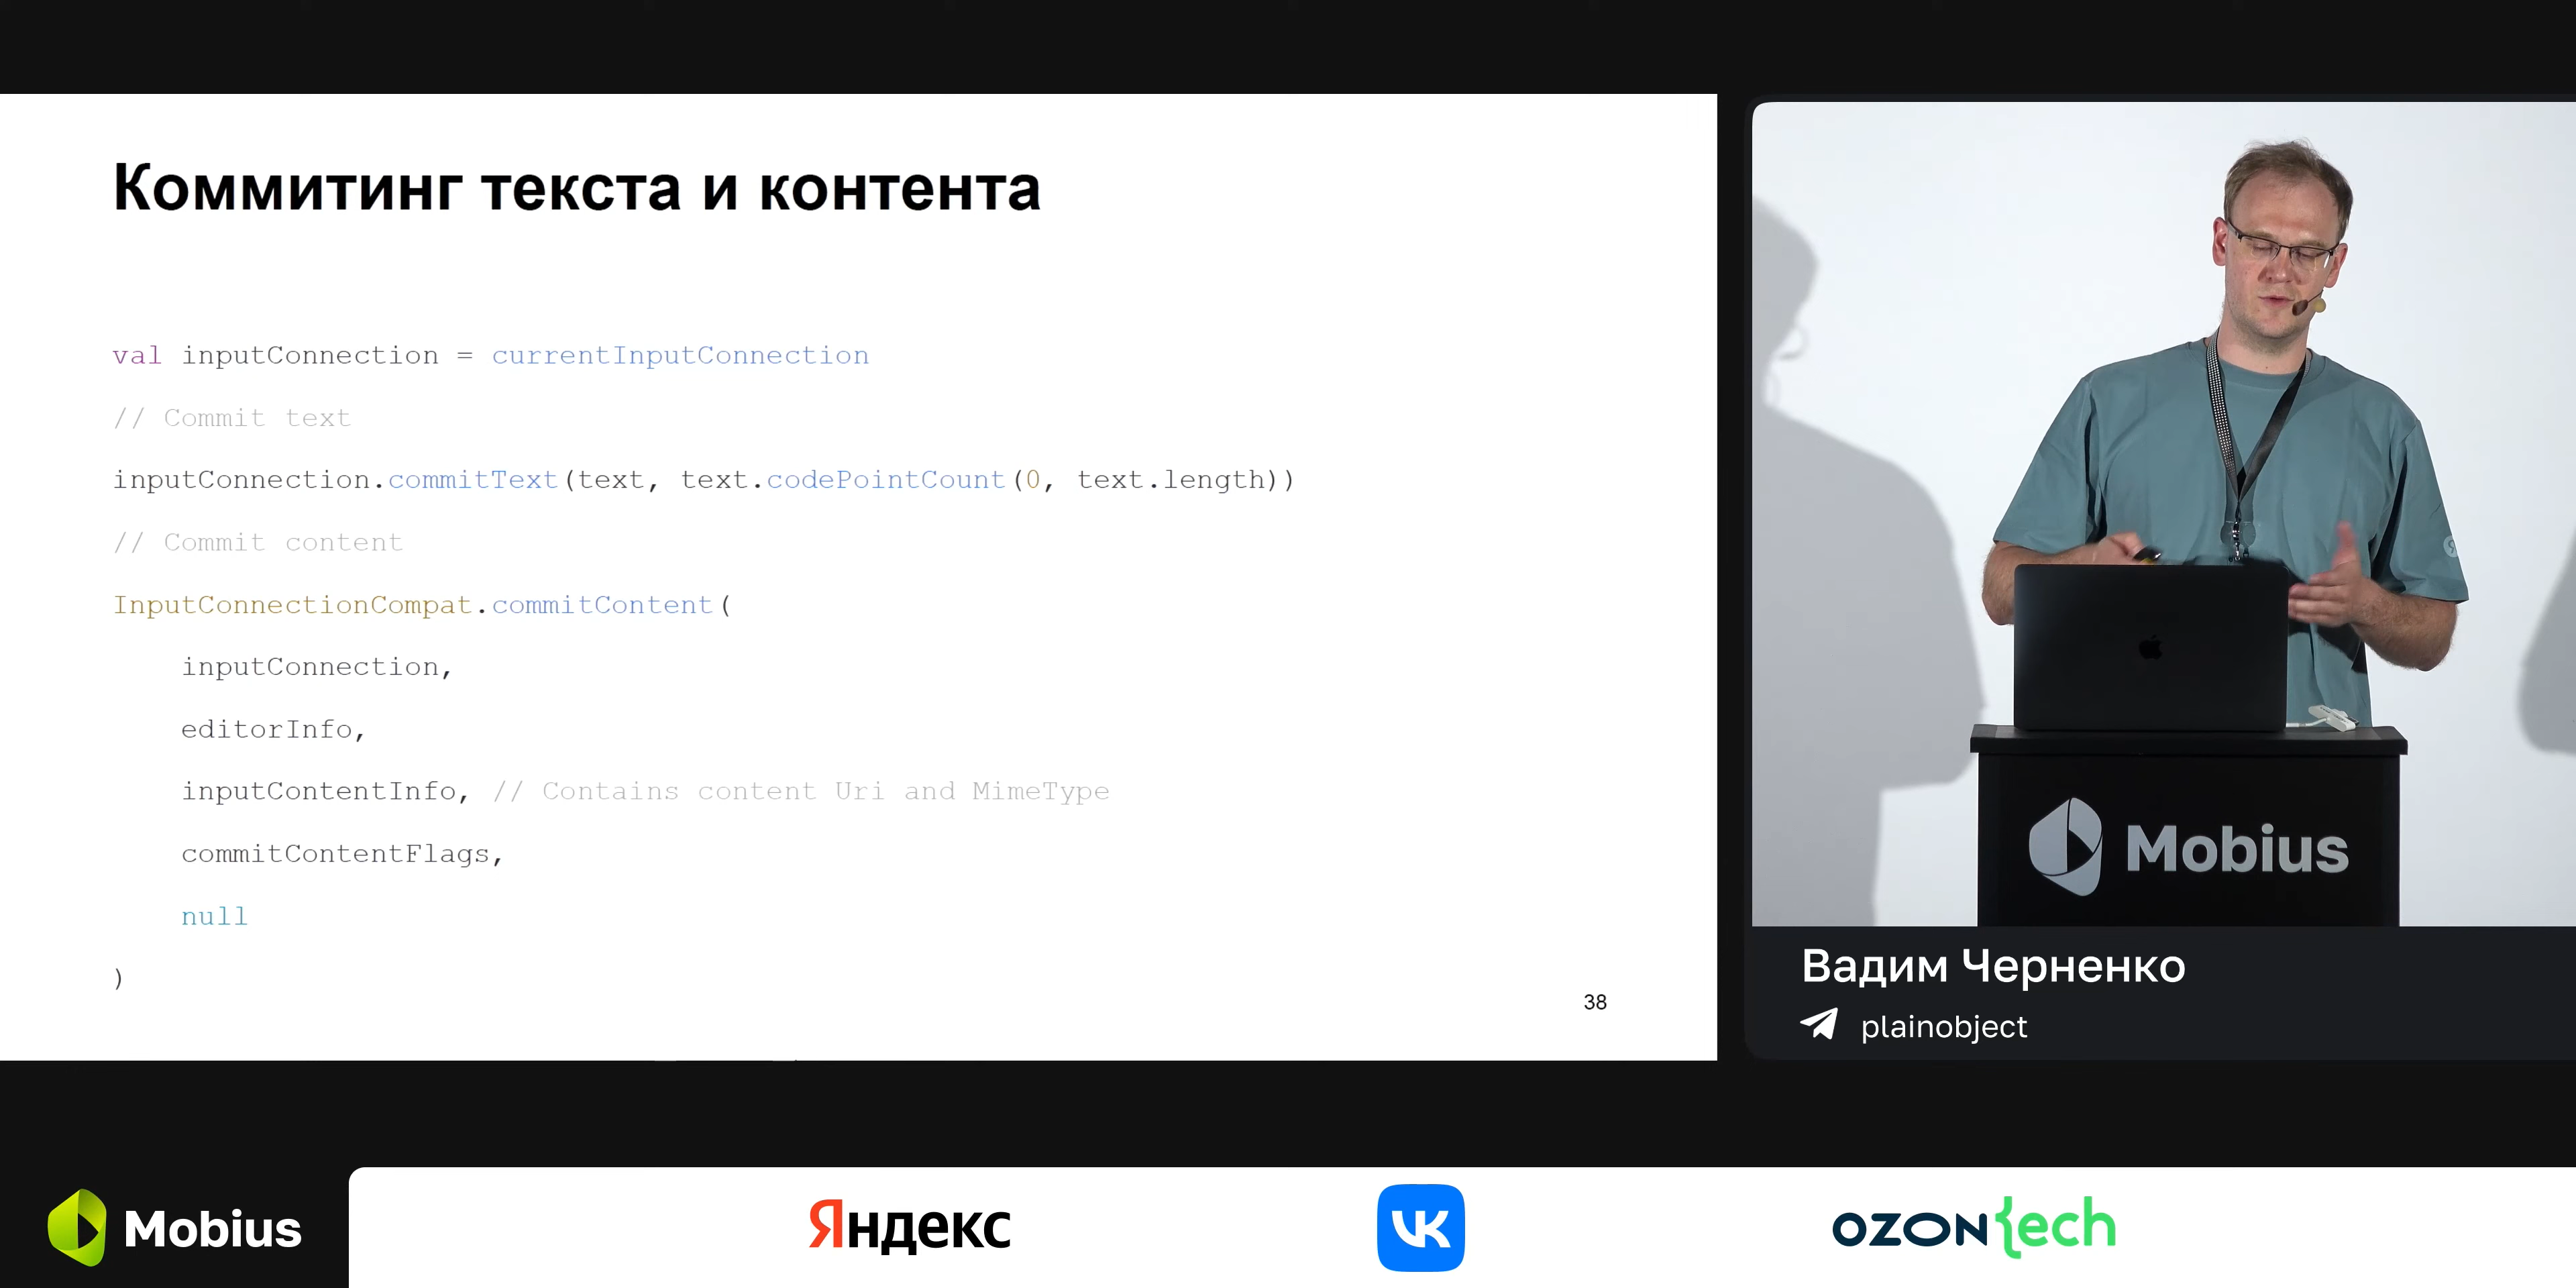 Коммитинг текста и контента
val inputConnection = currentInputConnection
// Commit text
inputConnection.commitText(text, text.codePointCount(0, text.length))
// Commit content
InputConnectionCompat.commitContent(
    inputConnection,
    editorInfo,
    inputContentInfo, // Contains content Uri and MimeType
    commitContentFlags,
    null
)
38
Mobius
Вадим Черненко
plainobject
Mobius
Яндекс
VK
ozon{ech